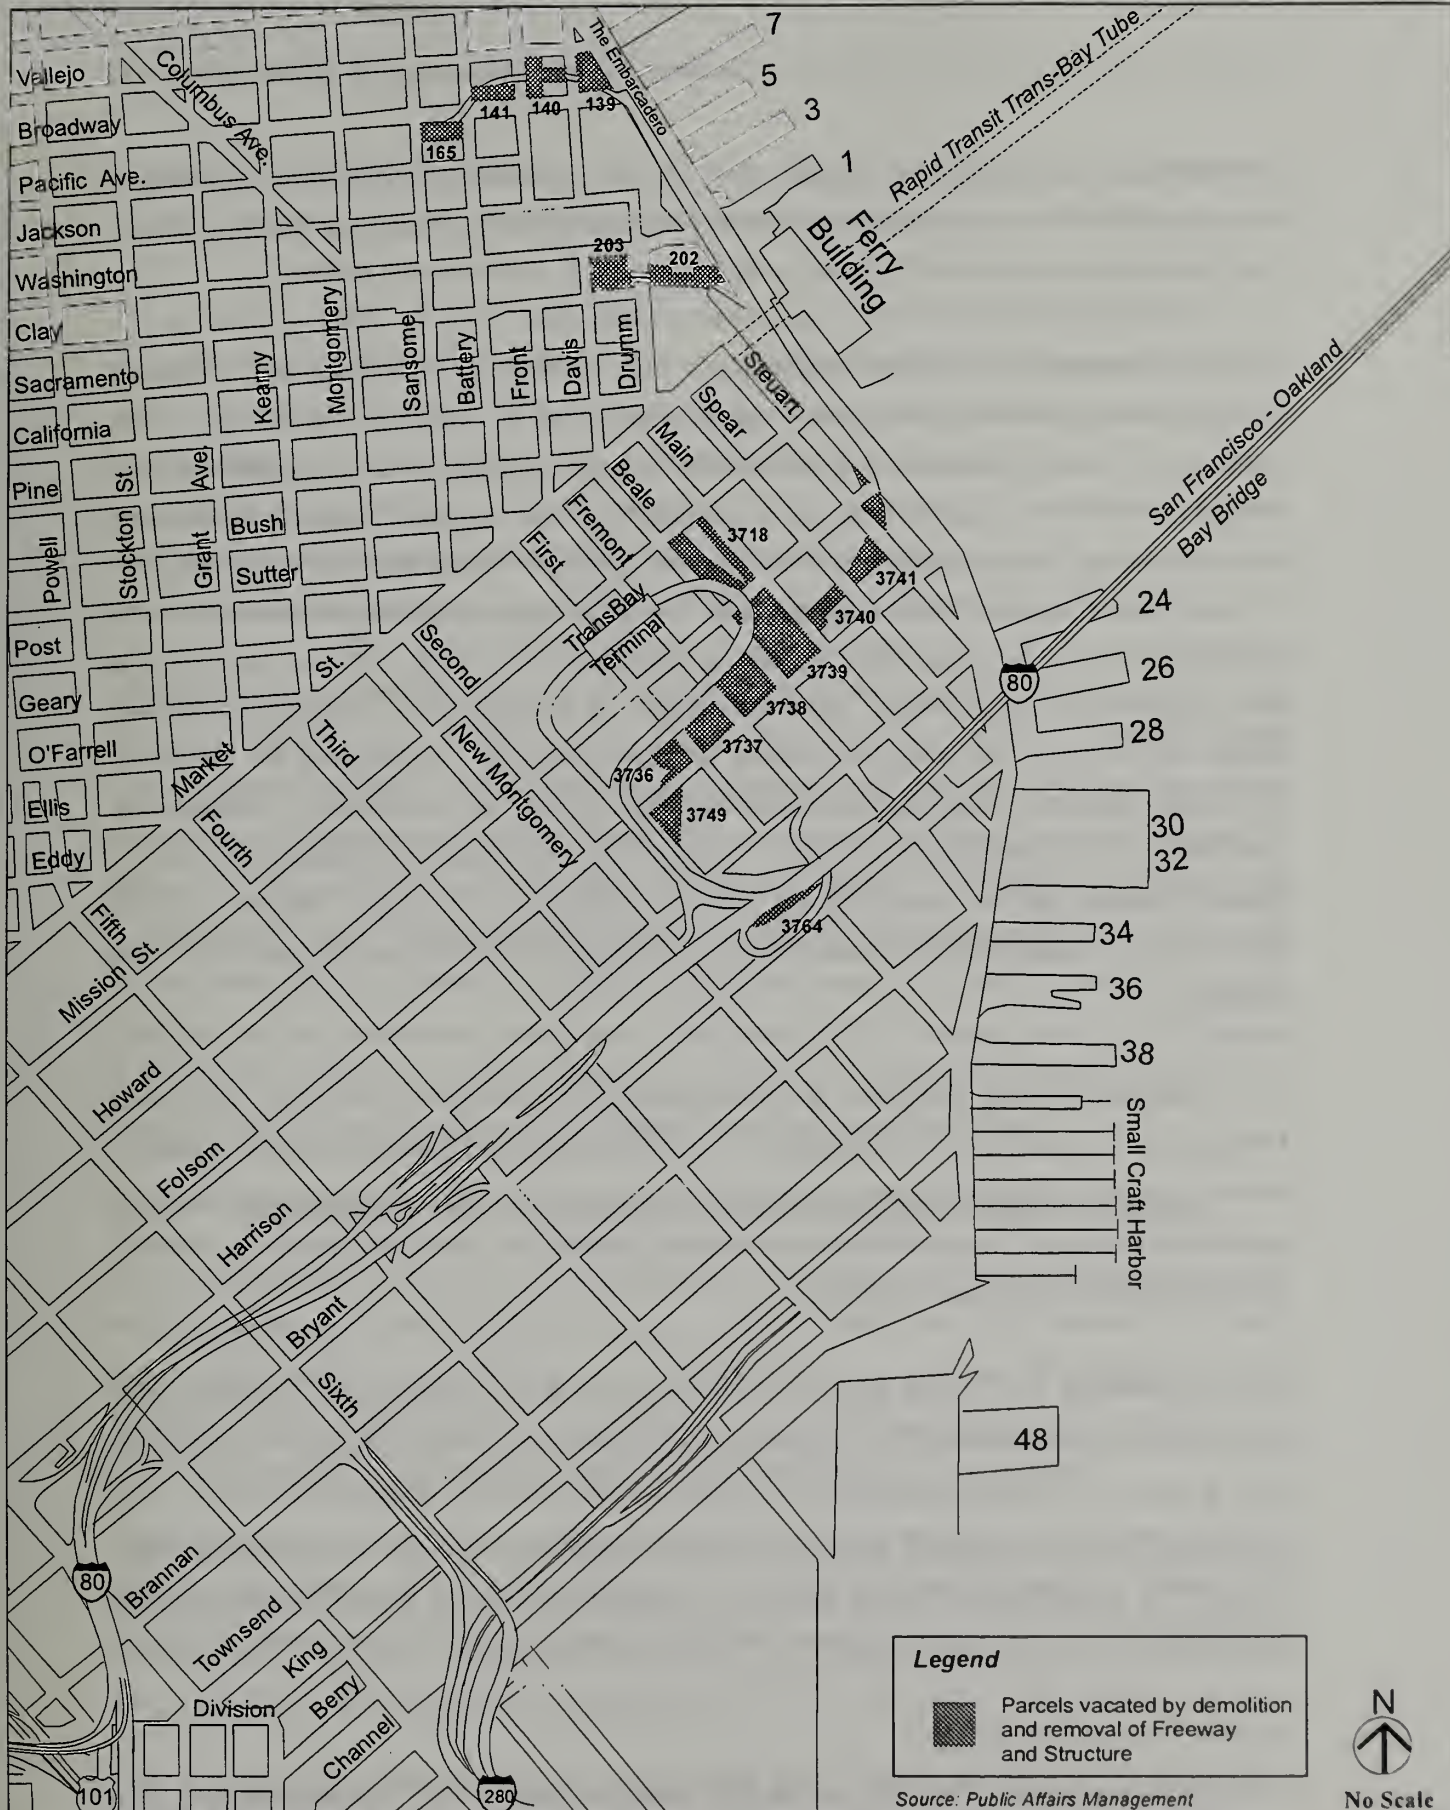 7
5
3
1
The Embarcadero
Rapid Transit Trans-Bay Tube
Vallejo
Columbus Ave.
Broadway
Pacific Ave.
Jackson
Washington
Clay
Sacramento
California
Pine
St.
Ave.
Bush
Sutter
Powell
Stockton
Grant
Post
Geary
O'Farrell
Ellis
Eddy
Kearny
Montgomery
Sansome
Battery
Front
Davis
Drumm
141
140
139
165
203
202
Ferry
Building
Steuart
Spear
Main
Beale
Fremont
First
TransBay
Terminal
Second
St.
Third
New Montgomery
Market
Fourth
Fifth St.
Mission
Howard
Folsom
Harrison
Bryant
Sixth
Brannan
Townsend
King
Berry
Division
Channel
3718
3741
3740
3739
3738
3737
3736
3749
3764
San Francisco - Oakland
Bay Bridge
80
24
26
28
30
32
34
36
38
Small Craft Harbor
48
80
101
280
Legend
Parcels vacated by demolition
and removal of Freeway
and Structure
Source: Public Affairs Management
N
No Scale